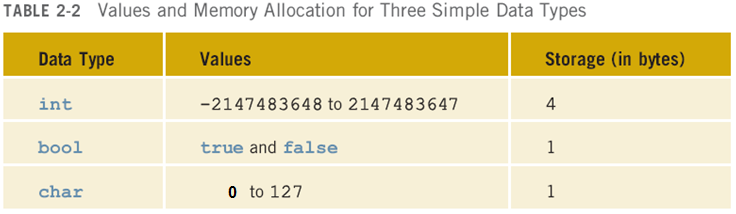 TABLE 2-2 Values and Memory Allocation for Three Simple Data Types
Data Type Values Storage (in bytes)
int -2147483648 to 2147483647 4
bool true and false 1
char 0 to 127 1